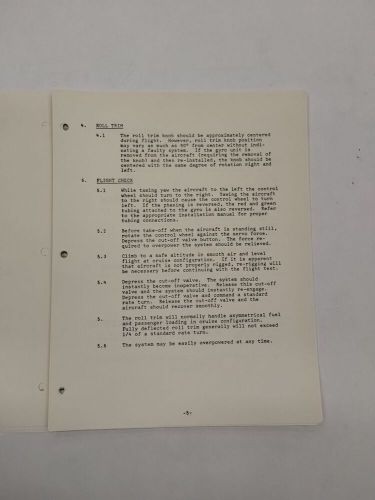 4. ROLL TRIM
4.1 The roll trim knob should be approximately centered
during flight. However, roll trim knob position
may vary as much as 90° from center without indi-
cating a faulty system. If the gyro unit is
removed from the aircraft (requiring the removal of
the knob) and then re-installed, the knob should be
centered with the same degree of rotation right and
left.
5. FLIGHT CHECK
5.1 While taxiing yaw the aircraft to the left the control
wheel should turn to the right. Yawing the aircraft
to the right should cause the control wheel to turn
left. If the phasing is reversed, the red and green
tubing attached to the gyro is also reversed. Refer
to the appropriate installation manual for proper
tubing connections.
5.2 Before take-off when the aircraft is standing still,
rotate the control wheel against the servo force.
Depress the cut-off valve button. The force re-
quired to overpower the system should be relieved.
5.3 Climb to a safe altitude in smooth air and level
flight at cruise configuration. If it is apparent
that aircraft is not properly rigged, re-rigging will
be necessary before continuing with the flight test.
5.4 Depress the cut-off valve. The system should
instantly become inoperative. Release this cut-off
valve and the system should instantly re-engage.
Depress the cut-off valve and command a standard
rate turn. Release the cut-off valve and the
aircraft should recover smoothly.
5. The roll trim will normally handle asymmetrical fuel
and passenger loading in cruise configuration.
Fully deflected roll trim generally will not exceed
1/4 of a standard rate turn.
5.6 The system may be easily overpowered at any time.
-5-